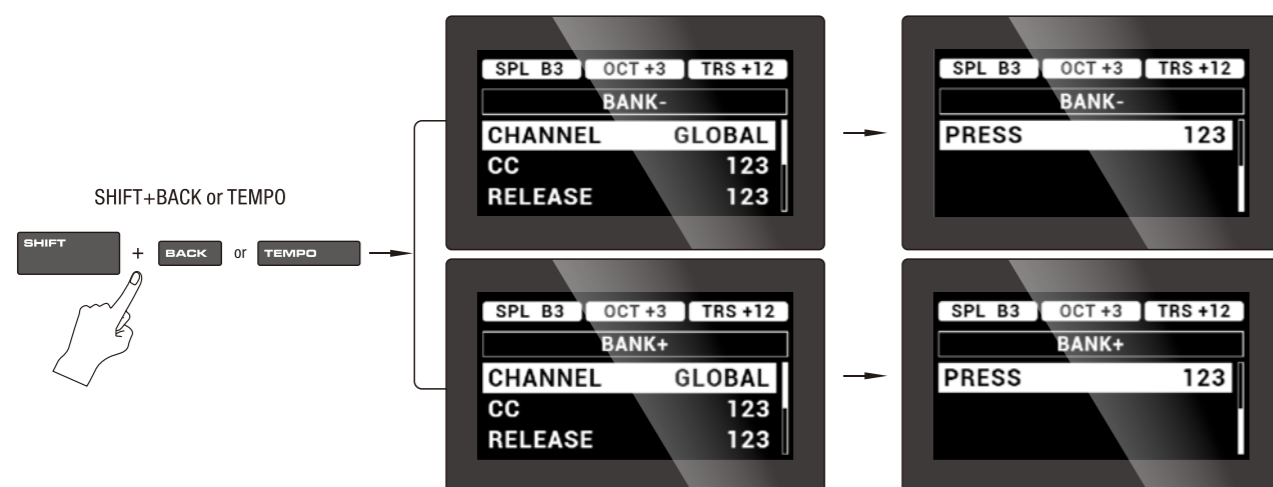 SHIFT+BACK or TEMPO
SHIFT + BACK or TEMPO
SPL B3 OCT +3 TRS +12
BANK-
CHANNEL GLOBAL
CC 123
RELEASE 123
SPL B3 OCT +3 TRS +12
BANK-
PRESS 123
SPL B3 OCT +3 TRS +12
BANK+
CHANNEL GLOBAL
CC 123
RELEASE 123
SPL B3 OCT +3 TRS +12
BANK+
PRESS 123